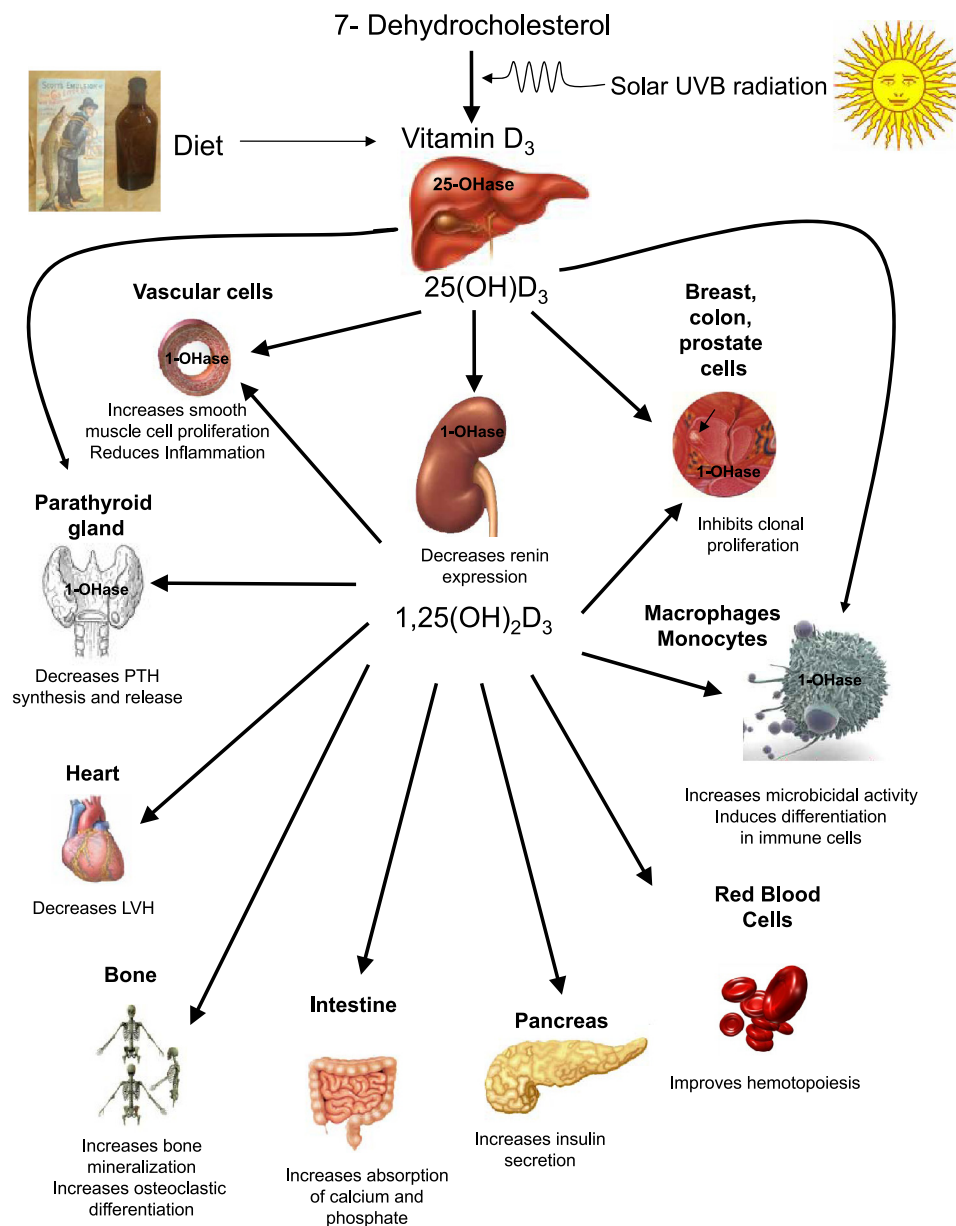 7- Dehydrocholesterol
Solar UVB radiation
SCOTT'S EMULSION
Diet
Vitamin D₃
25-OHase
25(OH)D₃
Vascular cells
1-OHase
Increases smooth
muscle cell proliferation
Reduces Inflammation
1-OHase
Decreases renin
expression
Breast,
colon,
prostate
cells
1-OHase
Inhibits clonal
proliferation
Parathyroid
gland
1-OHase
Decreases PTH
synthesis and release
1,25(OH)₂D₃
Macrophages
Monocytes
1-OHase
Increases microbicidal activity
Induces differentiation
in immune cells
Heart
Decreases LVH
Red Blood
Cells
Improves hemotopoiesis
Bone
Increases bone
mineralization
Increases osteoclastic
differentiation
Intestine
Increases absorption
of calcium and
phosphate
Pancreas
Increases insulin
secretion